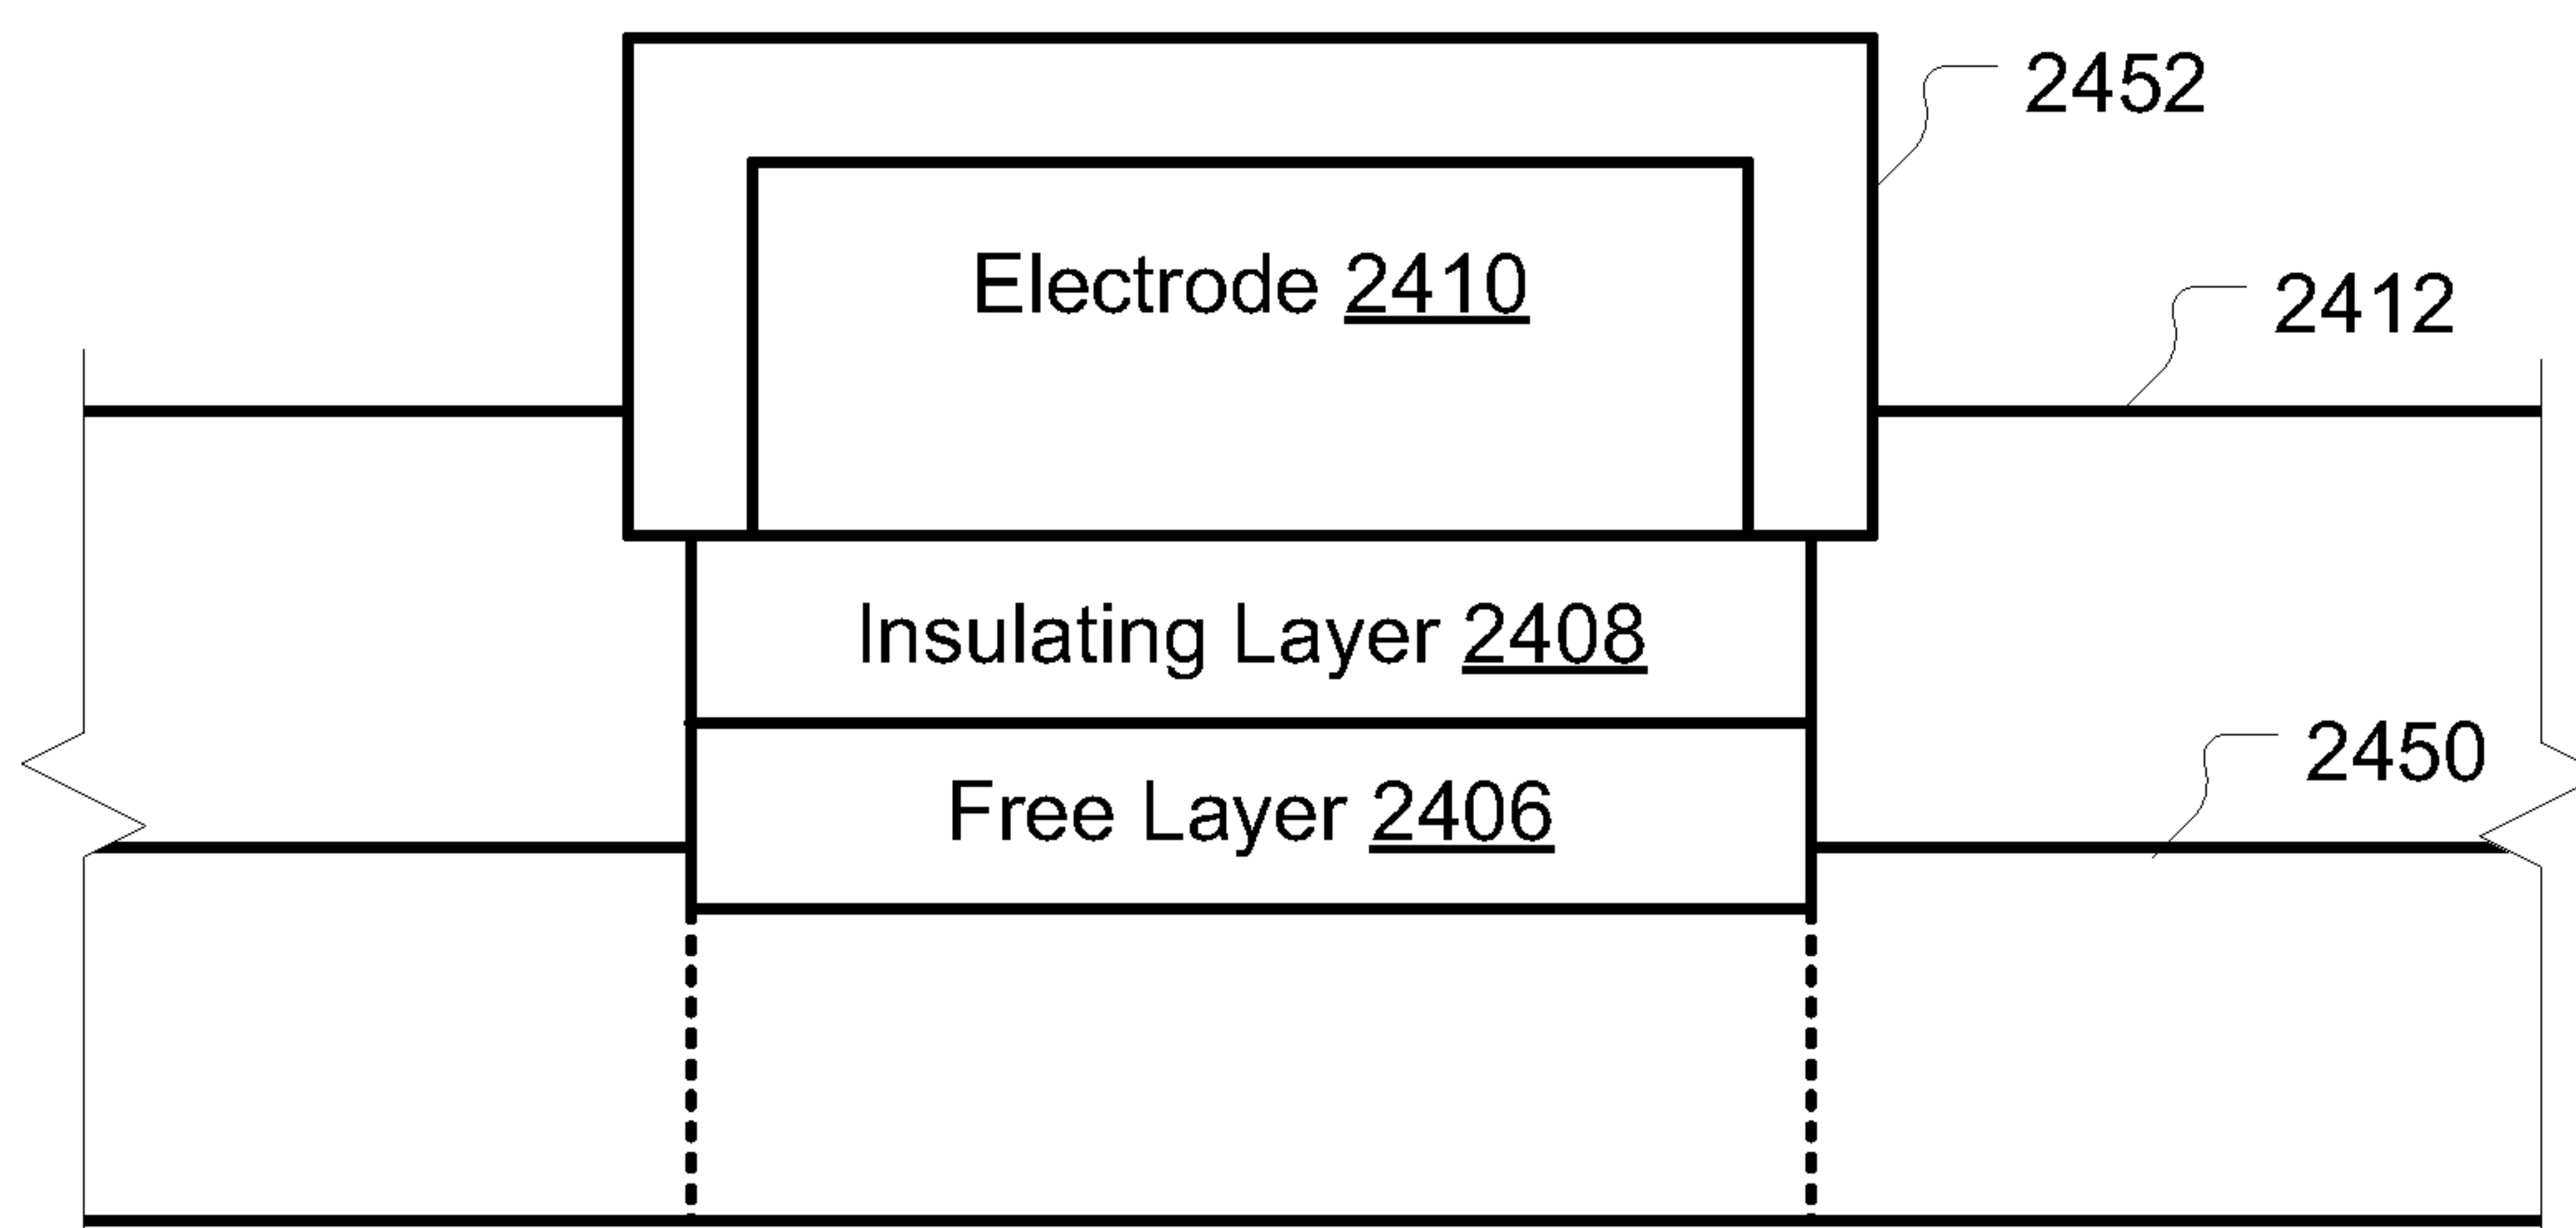 2452
Electrode 2410
2412
Insulating Layer 2408
2450
Free Layer 2406